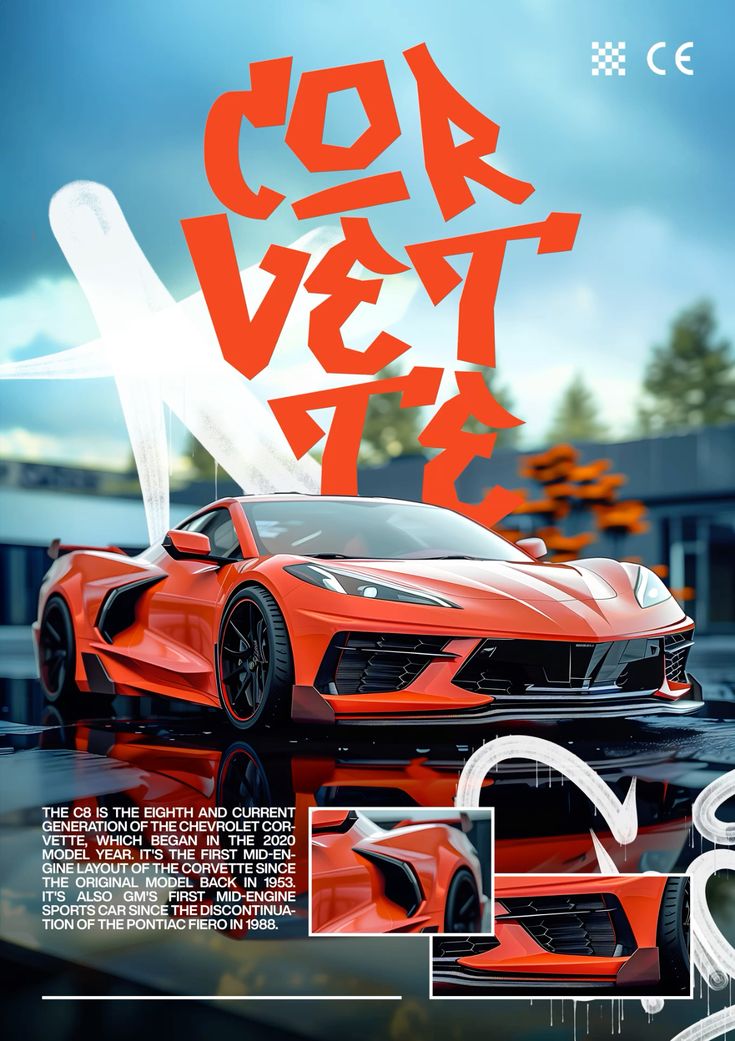 CE
COR
VET
TE
THE C8 IS THE EIGHTH AND CURRENT
GENERATION OF THE CHEVROLET COR-
VETTE, WHICH BEGAN IN THE 2020
MODEL YEAR. IT'S THE FIRST MID-EN-
GINE LAYOUT OF THE CORVETTE SINCE
THE ORIGINAL MODEL BACK IN 1953.
IT'S ALSO GM'S FIRST MID-ENGINE
SPORTS CAR SINCE THE DISCONTINUA-
TION OF THE PONTIAC FIERO IN 1988.